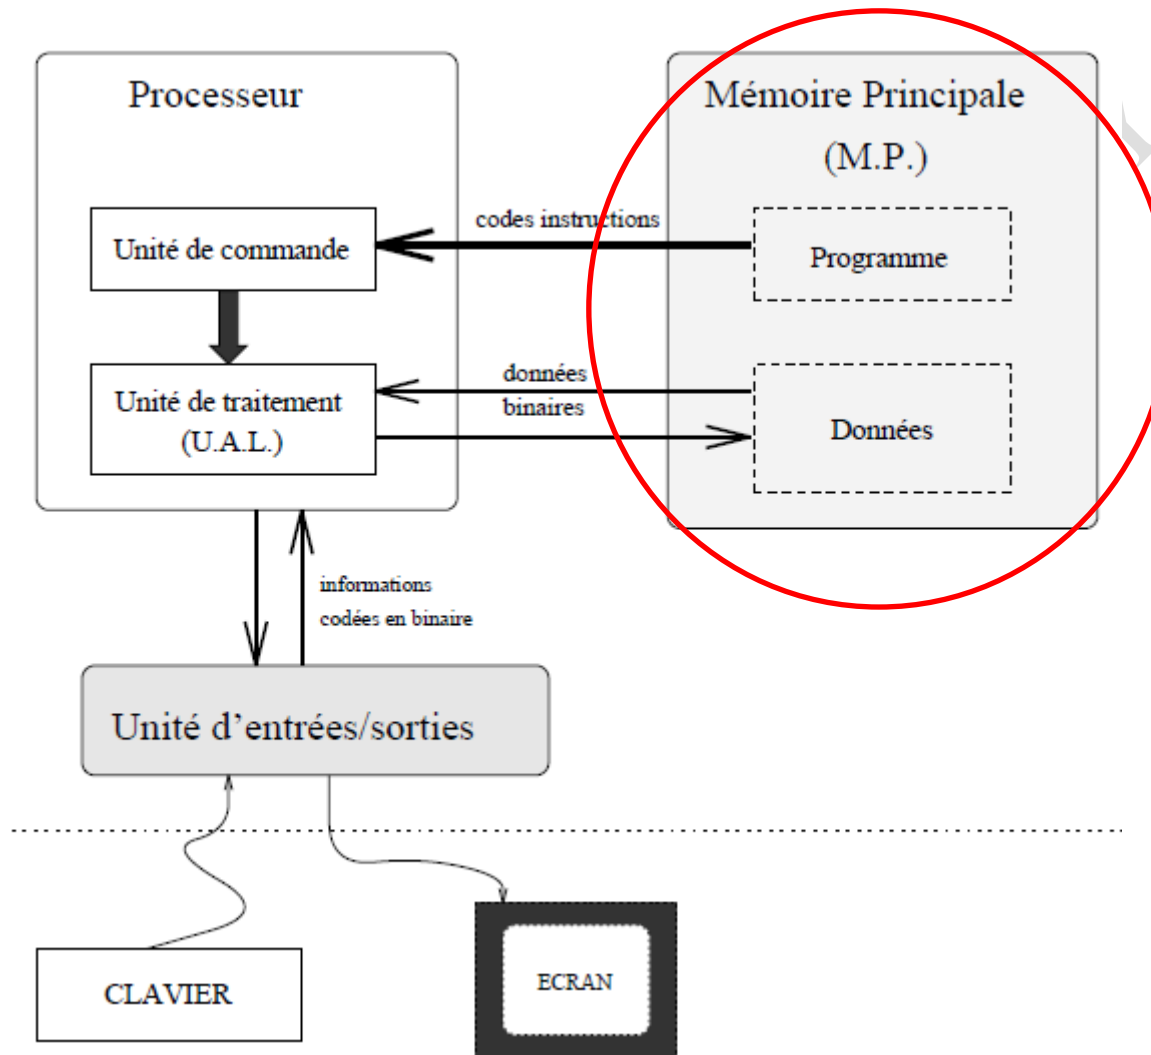 Processeur
Mémoire Principale
(M.P.)
codes instructions
Unité de commande
Programme
données
binaires
Unité de traitement
(U.A.L.)
Données
informations
codées en binaire
Unité d'entrées/sorties
CLAVIER
ECRAN